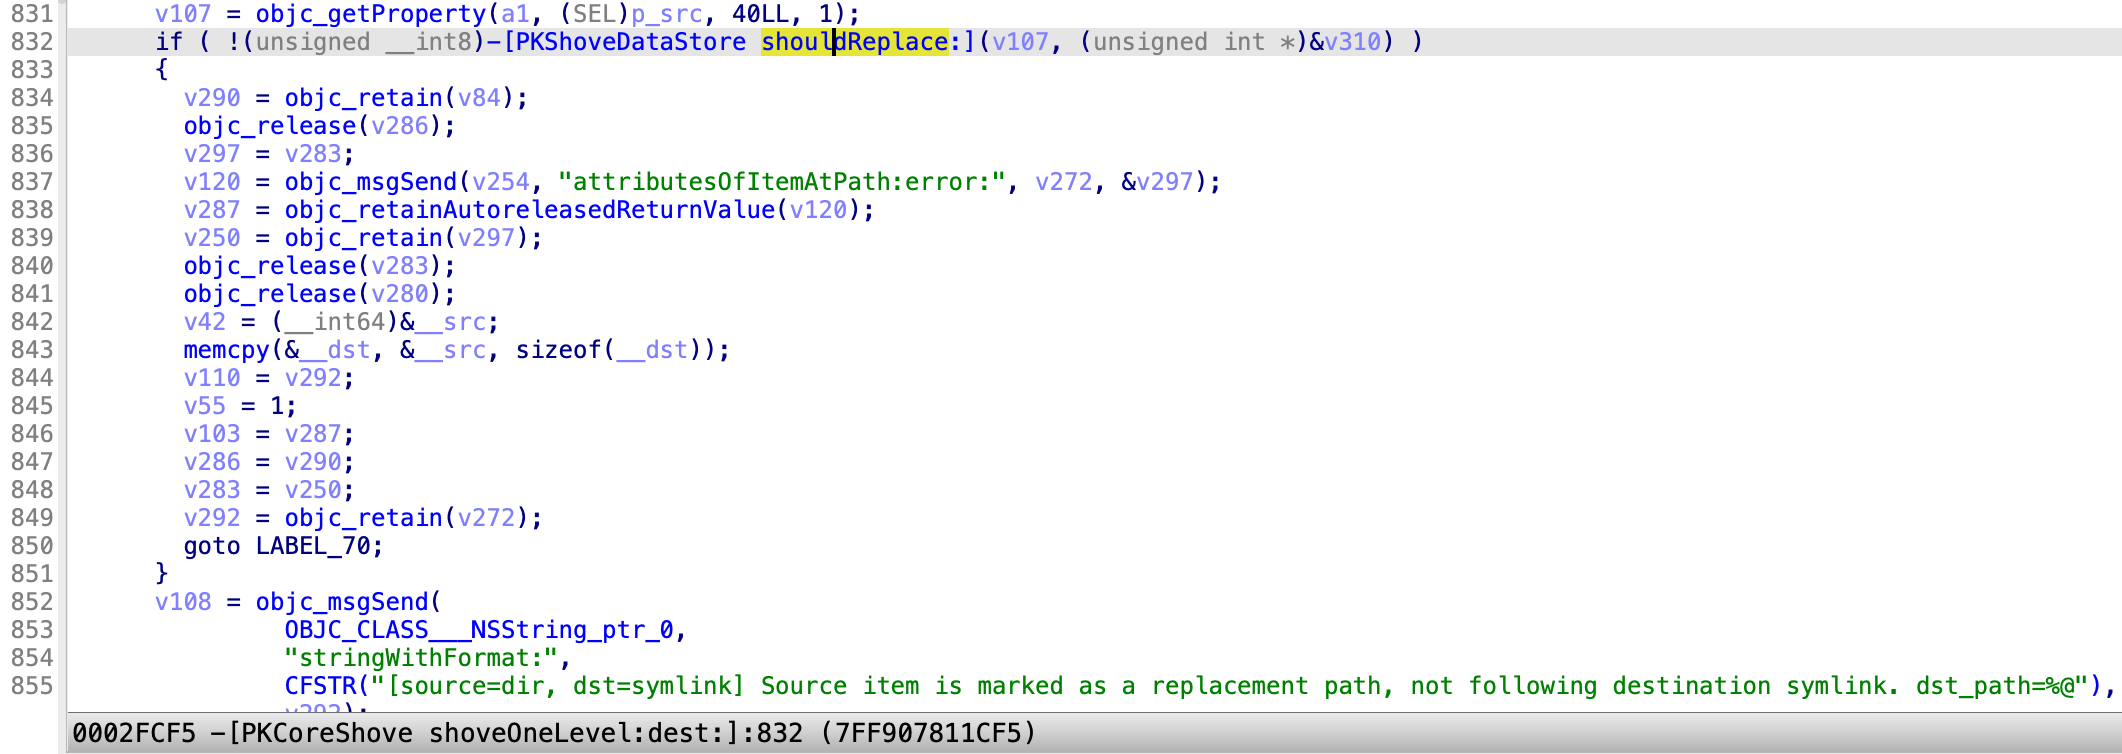 831 v107 = objc_getProperty(a1, (SEL)p_src, 40LL, 1);
832 if ( !(unsigned __int8)-[PKShoveDataStore shouldReplace:](v107, (unsigned int *)&v310) )
833 {
834 v290 = objc_retain(v84);
835 objc_release(v286);
836 v297 = v283;
837 v120 = objc_msgSend(v254, "attributesOfItemAtPath:error:", v272, &v297);
838 v287 = objc_retainAutoreleasedReturnValue(v120);
839 v250 = objc_retain(v297);
840 objc_release(v283);
841 objc_release(v280);
842 v42 = (__int64)&__src;
843 memcpy(&__dst, &__src, sizeof(__dst));
844 v110 = v292;
845 v55 = 1;
846 v103 = v287;
847 v286 = v290;
848 v283 = v250;
849 v292 = objc_retain(v272);
850 goto LABEL_70;
851 }
852 v108 = objc_msgSend(
853 OBJC_CLASS___NSString_ptr_0,
854 "stringWithFormat:",
855 CFSTR("[source=dir, dst=symlink] Source item is marked as a replacement path, not following destination symlink. dst_path=%@"),
0002FCF5 -[PKCoreShove shoveOneLevel:dest:]:832 (7FF907811CF5)